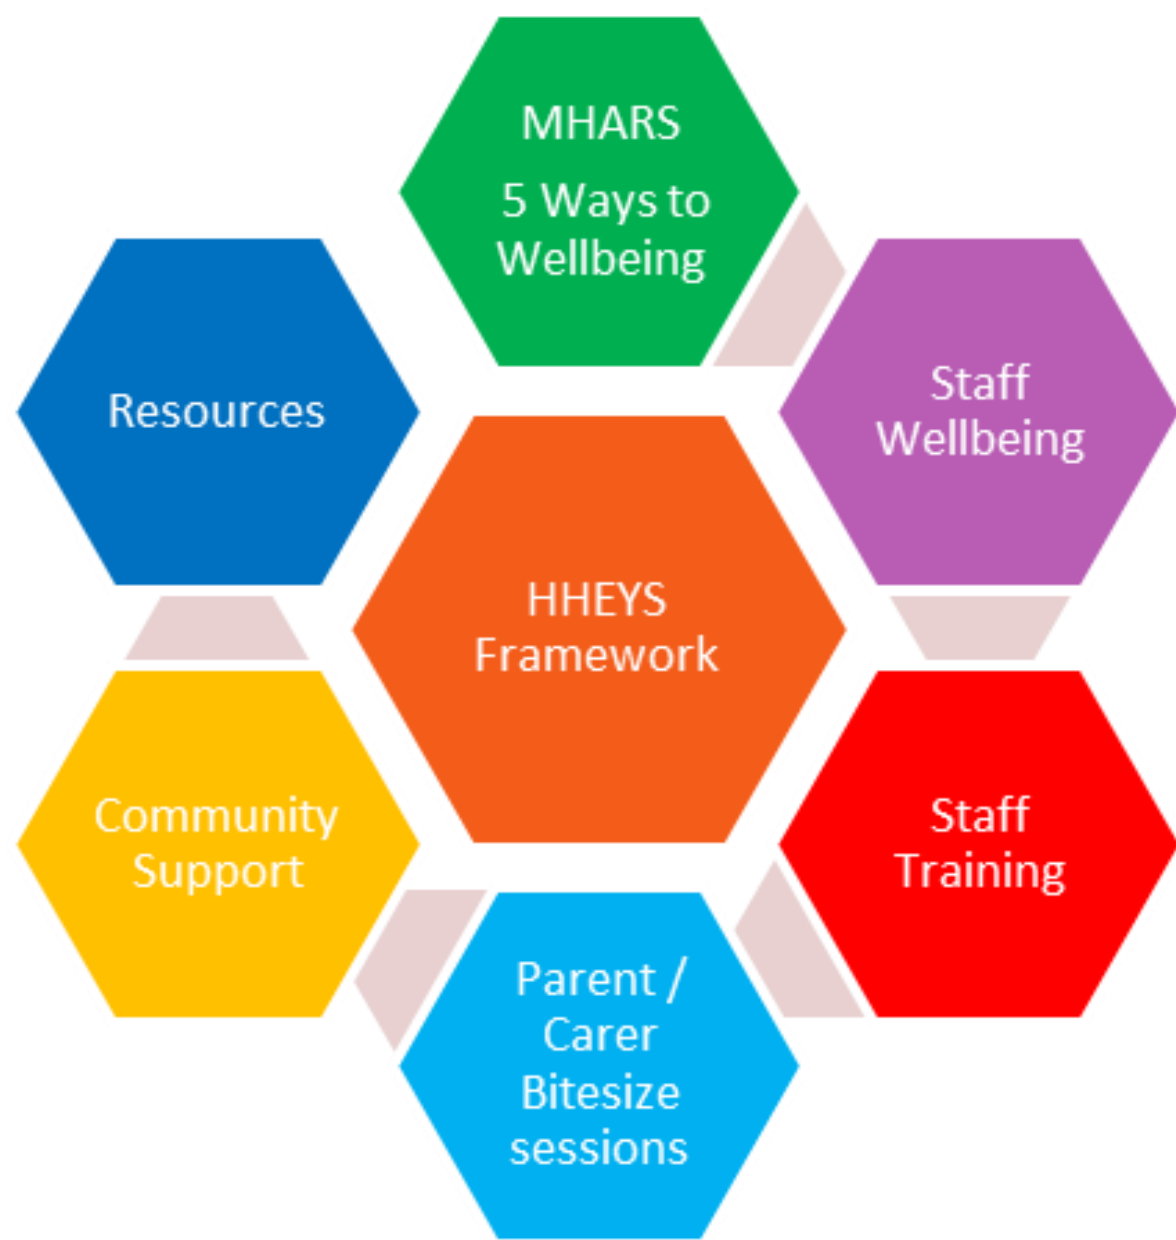 MHARS
5 Ways to
Wellbeing
Staff
Wellbeing
Resources
HHEYS
Framework
Staff
Training
Community
Support
Parent /
Carer
Bitesize
sessions